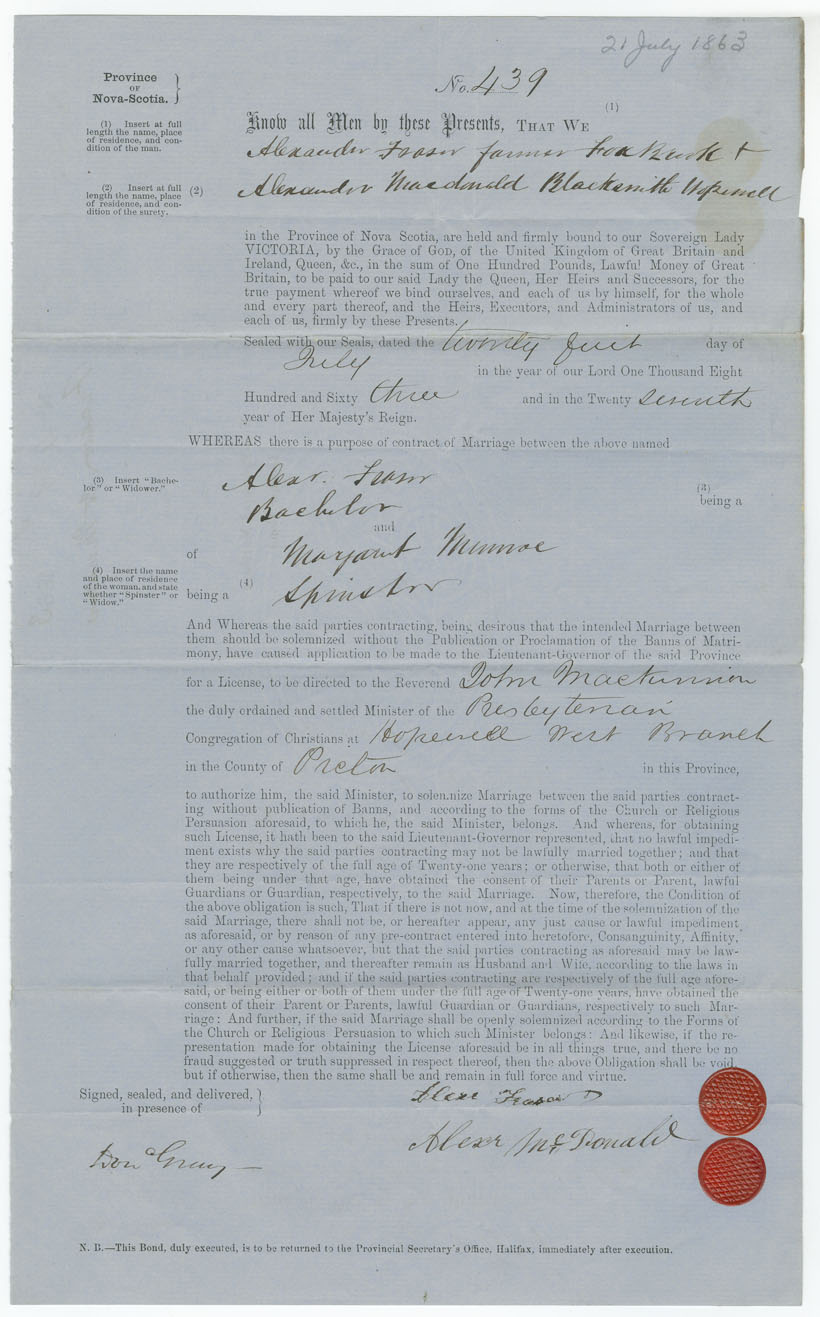 21 July 1863
Province
OF
Nova-Scotia.
No. 439
(1) Insert at full
length the name, place
of residence, and con-
dition of the man.
(1)
Know all Men by these Presents, THAT WE
Alexander Fraser farmer Fox Brook &
(2) Insert at full
length the name, place
of residence, and con-
dition of the surety.
(2)
Alexander Macdonald Blacksmith Hopewell
in the Province of Nova Scotia, are held and firmly bound to our Sovereign Lady
VICTORIA, by the Grace of GOD, of the United Kingdom of Great Britain and
Ireland, Queen, &c., in the sum of One Hundred Pounds, Lawful Money of Great
Britain, to be paid to our said Lady the Queen, Her Heirs and Successors, for the
true payment whereof we bind ourselves, and each of us by himself, for the whole
and every part thereof, and the Heirs, Executors, and Administrators of us, and
each of us, firmly by these Presents.
Sealed with our Seals, dated the twenty first day of
July in the year of our Lord One Thousand Eight
Hundred and Sixty three and in the Twenty seventh
year of Her Majesty's Reign.
WHEREAS there is a purpose of contract of Marriage between the above named
(3) Insert "Bache-
lor" or "Widower."
Alexr. Fraser
(3)
being a
Bachelor
and
of Margaret Munroe
(4) Insert the name
and place of residence
of the woman, and state
whether "Spinster" or
"Widow."
(4)
being a Spinster
And Whereas the said parties contracting, being desirous that the intended Marriage between
them should be solemnized without the Publication or Proclamation of the Banns of Matri-
mony, have caused application to be made to the Lieutenant-Governor of the said Province
for a License, to be directed to the Reverend John
the duly ordained and settled Minister of the Presbyterian
Congregation of Christians at Hopewell West Branch
in the County of Pictou in this Province,
to authorize him, the said Minister, to solemnize Marriage between the said parties contract-
ing without publication of Banns, and according to the forms of the Church or Religious
Persuasion aforesaid, to which he, the said Minister, belongs. And whereas, for obtaining
such License, it hath been to the said Lieutenant-Governor represented, that no lawful impedi-
ment exists why the said parties contracting may not be lawfully married together; and that
they are respectively of the full age of Twenty-one years; or otherwise, that both or either of
them being under that age, have obtained the consent of their Parents or Parent, lawful
Guardians or Guardian, respectively, to the said Marriage. Now, therefore, the Condition of
the above obligation is such, That if there is not now, and at the time of the solemnization of the
said Marriage, there shall not be, or hereafter appear, any just cause or lawful impediment
as aforesaid, or by reason of any pre-contract entered into heretofore, Consanguinity, Affinity,
or any other cause whatsoever, but that the said parties contracting as aforesaid may be law-
fully married together, and thereafter remain as Husband and Wife, according to the laws in
that behalf provided; and if the said parties contracting are respectively of the full age afore-
said, or being either or both of them under the full age of Twenty-one years, have obtained the
consent of their Parent or Parents, lawful Guardian or Guardians, respectively to such Mar-
riage: And further, if the said Marriage shall be openly solemnized according to the Forms of
the Church or Religious Persuasion to which such Minister belongs: And likewise, if the re-
presentation made for obtaining the License aforesaid be in all things true, and there be no
fraud suggested or truth suppressed in respect thereof, then the above Obligation shall be void,
but if otherwise, then the same shall be and remain in full force and virtue.
Signed, sealed, and delivered,
in presence of
Alexr Fraser
Alexr McDonald
Gray
N. B.—This Bond, duly executed, is to be returned to the Provincial Secretary's Office, Halifax, immediately after execution.